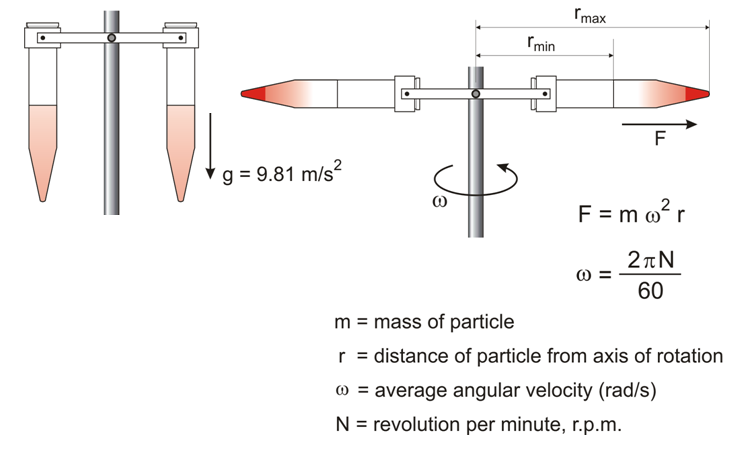 r_max
r_min
F
g = 9.81 m/s²
ω
F = m ω² r
ω = 2πN / 60
m = mass of particle
r = distance of particle from axis of rotation
ω = average angular velocity (rad/s)
N = revolution per minute, r.p.m.